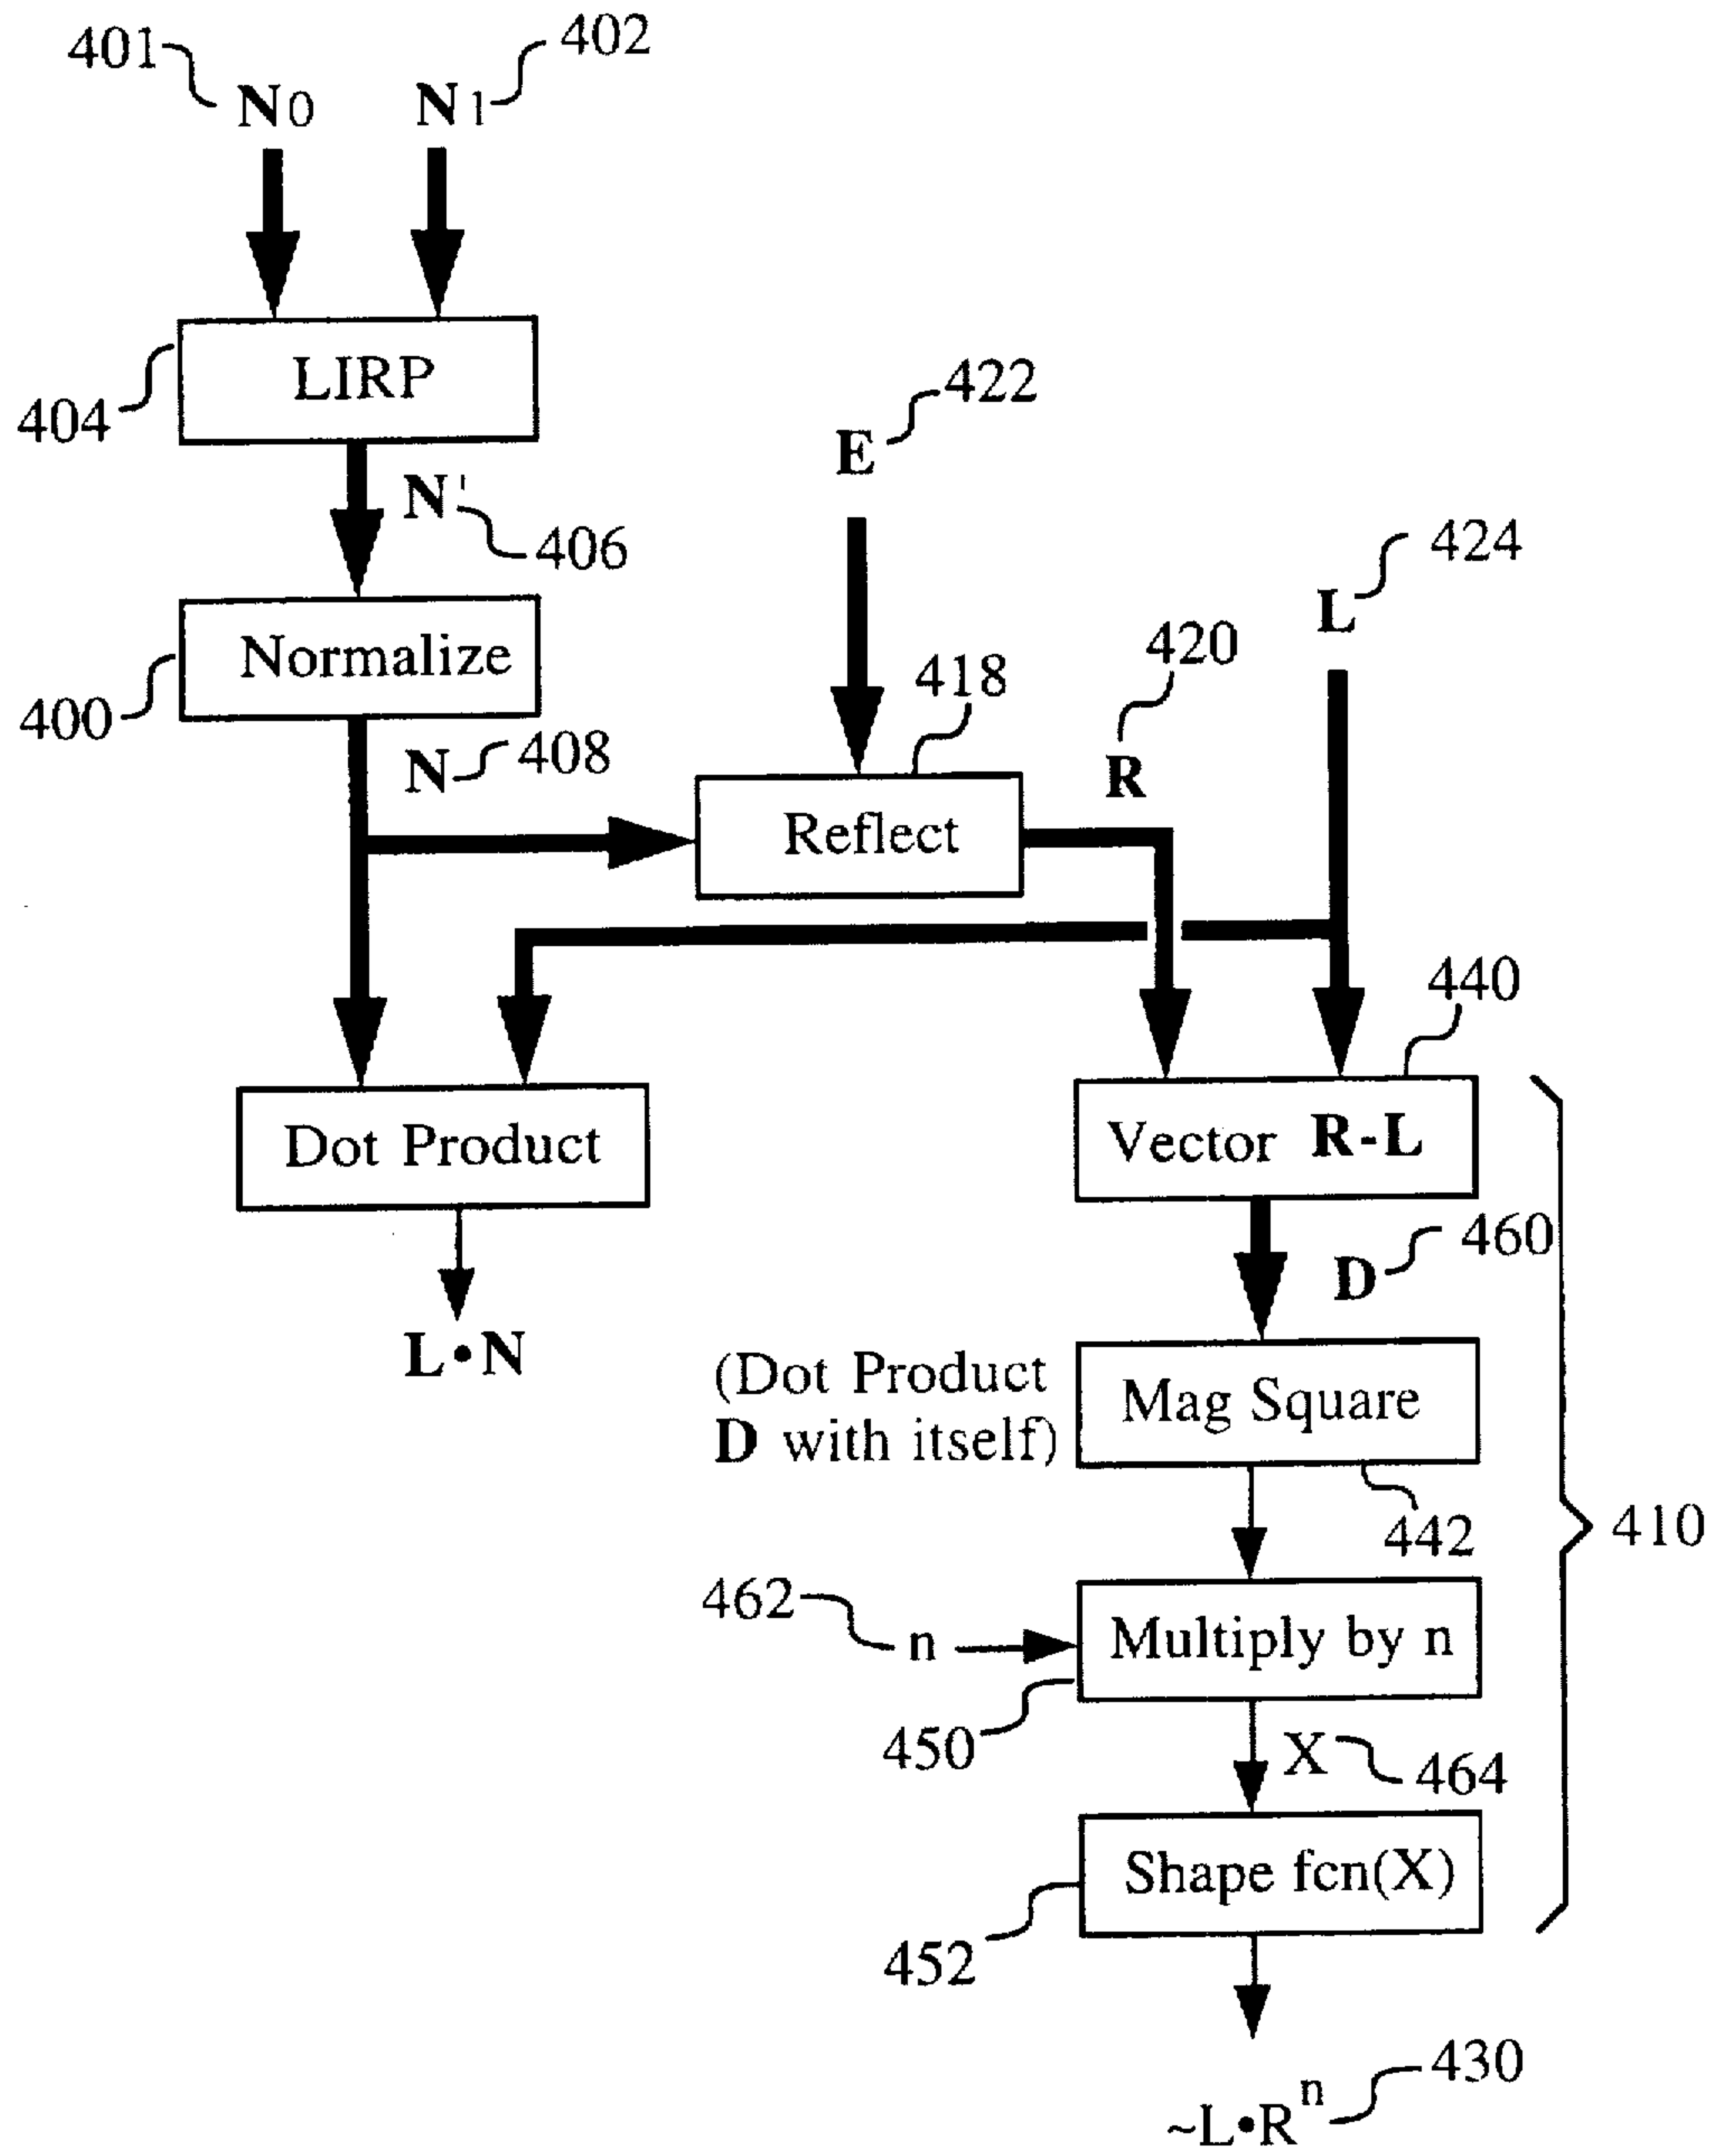 401
402
N0
N1
LIRP
404
422
E
N'
406
424
L
Normalize
400
420
418
R
N
408
Reflect
440
Dot Product
Vector R-L
460
D
L•N
(Dot Product
D with itself)
Mag Square
442
410
462
n
Multiply by n
450
X
464
Shape fcn(X)
452
430
~L•Rⁿ